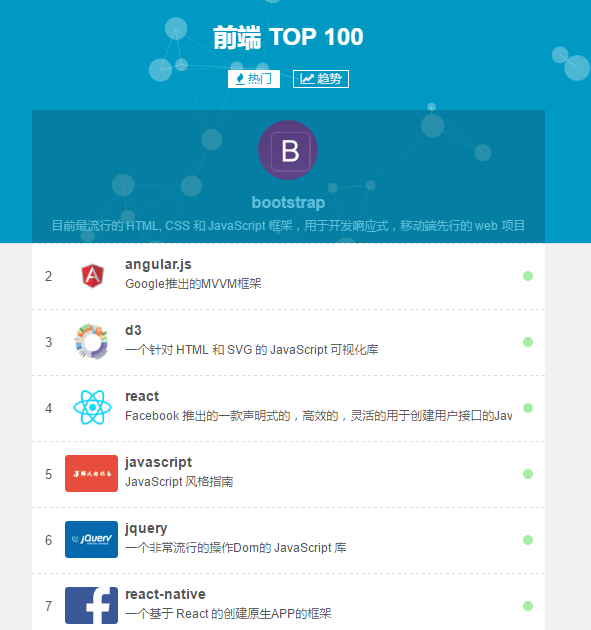 前端 TOP 100
热门 趋势
B
bootstrap
目前最流行的 HTML, CSS 和 JavaScript 框架，用于开发响应式，移动端先行的 web 项目
2
A
angular.js
Google推出的MVVM框架
3
d3
一个针对 HTML 和 SVG 的 JavaScript 可视化库
4
react
Facebook 推出的一款声明式的，高效的，灵活的用于创建用户接口的Jav
5
javascript
JavaScript 风格指南
6
jQuery
jquery
一个非常流行的操作Dom的 JavaScript 库
7
f
react-native
一个基于 React 的创建原生APP的框架